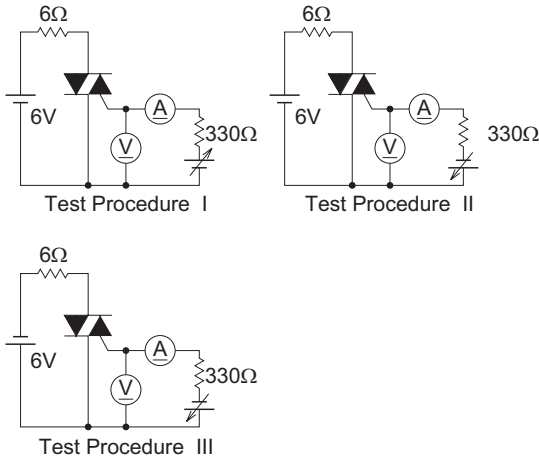 6Ω
6V
A
V
330Ω
Test Procedure I
6Ω
6V
A
V
330Ω
Test Procedure II
6Ω
6V
A
V
330Ω
Test Procedure III